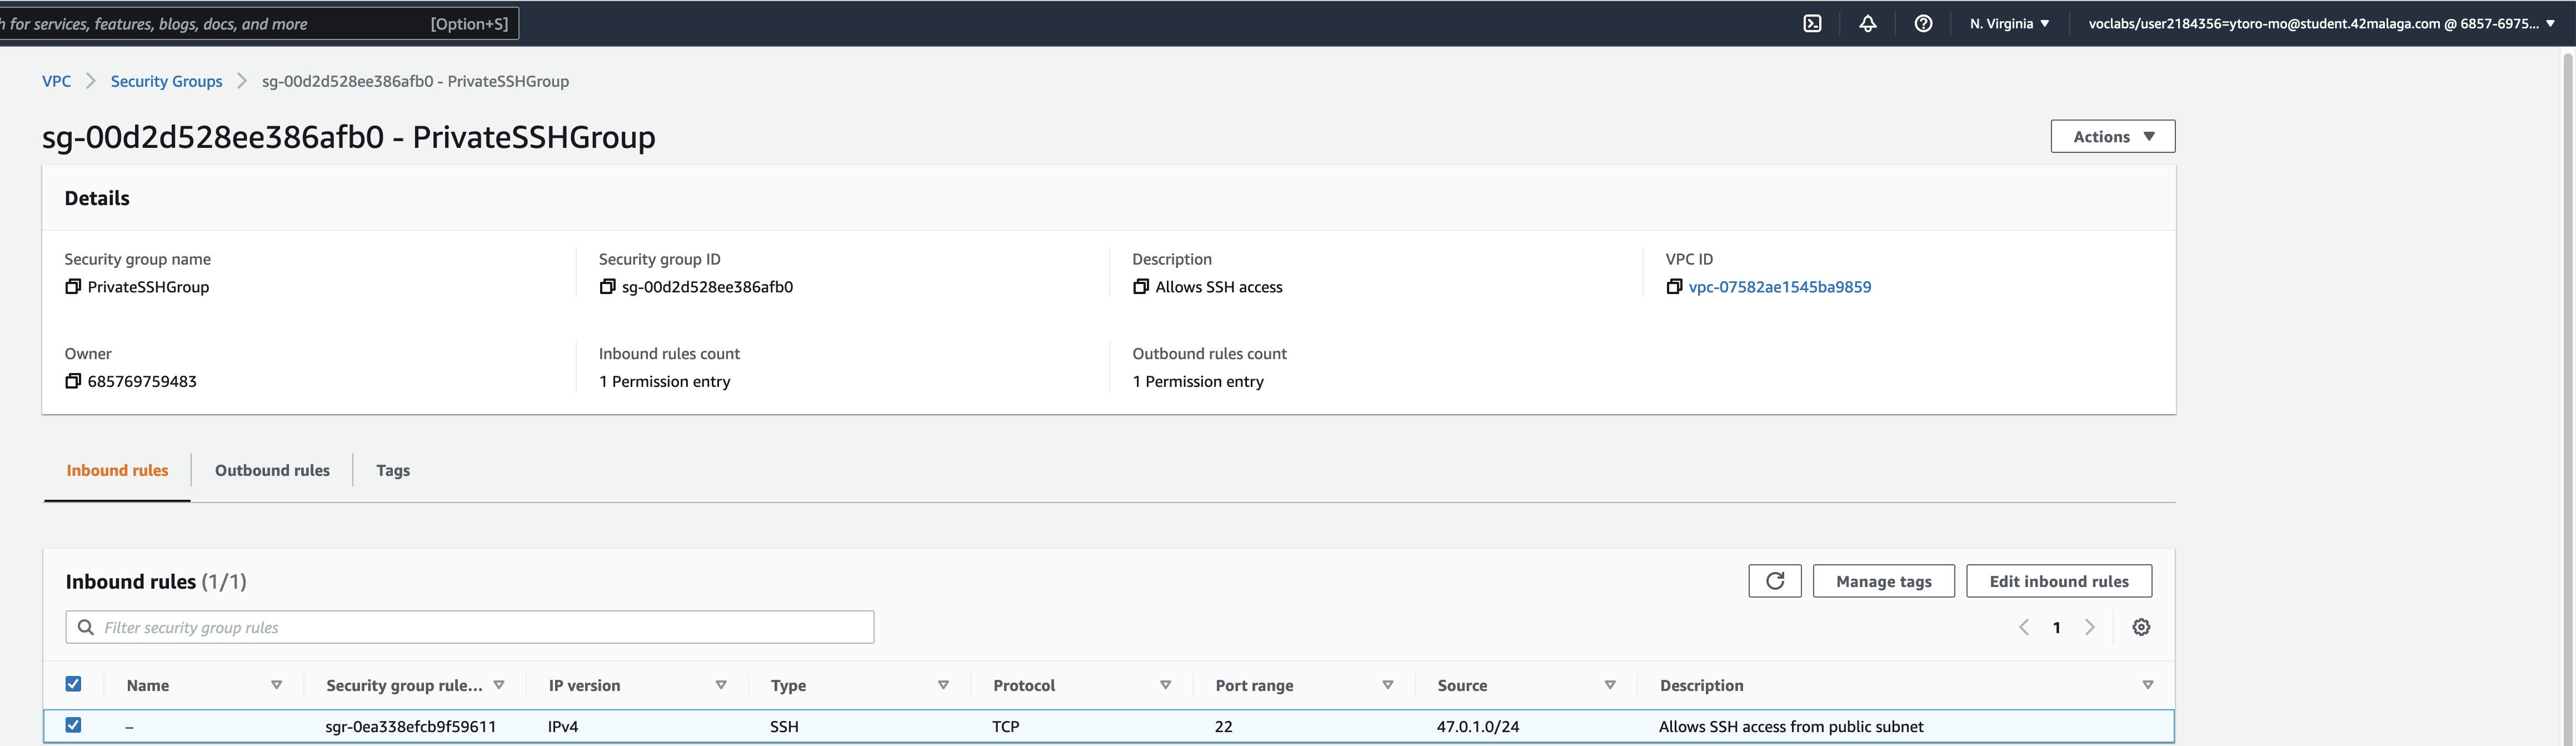 h for services, features, blogs, docs, and more [Option+S] N. Virginia voclabs/user2184356=ytoro-mo@student.42malaga.com @ 6857-6975...
VPC Security Groups sg-00d2d528ee386afb0 - PrivateSSHGroup
sg-00d2d528ee386afb0 - PrivateSSHGroup Actions
Details
Security group name Security group ID Description VPC ID
PrivateSSHGroup sg-00d2d528ee386afb0 Allows SSH access vpc-07582ae1545ba9859
Owner Inbound rules count Outbound rules count
685769759483 1 Permission entry 1 Permission entry
Inbound rules Outbound rules Tags
Inbound rules (1/1) Manage tags Edit inbound rules
Filter security group rules 1
Name Security group rule... IP version Type Protocol Port range Source Description
– sgr-0ea338efcb9f59611 IPv4 SSH TCP 22 47.0.1.0/24 Allows SSH access from public subnet